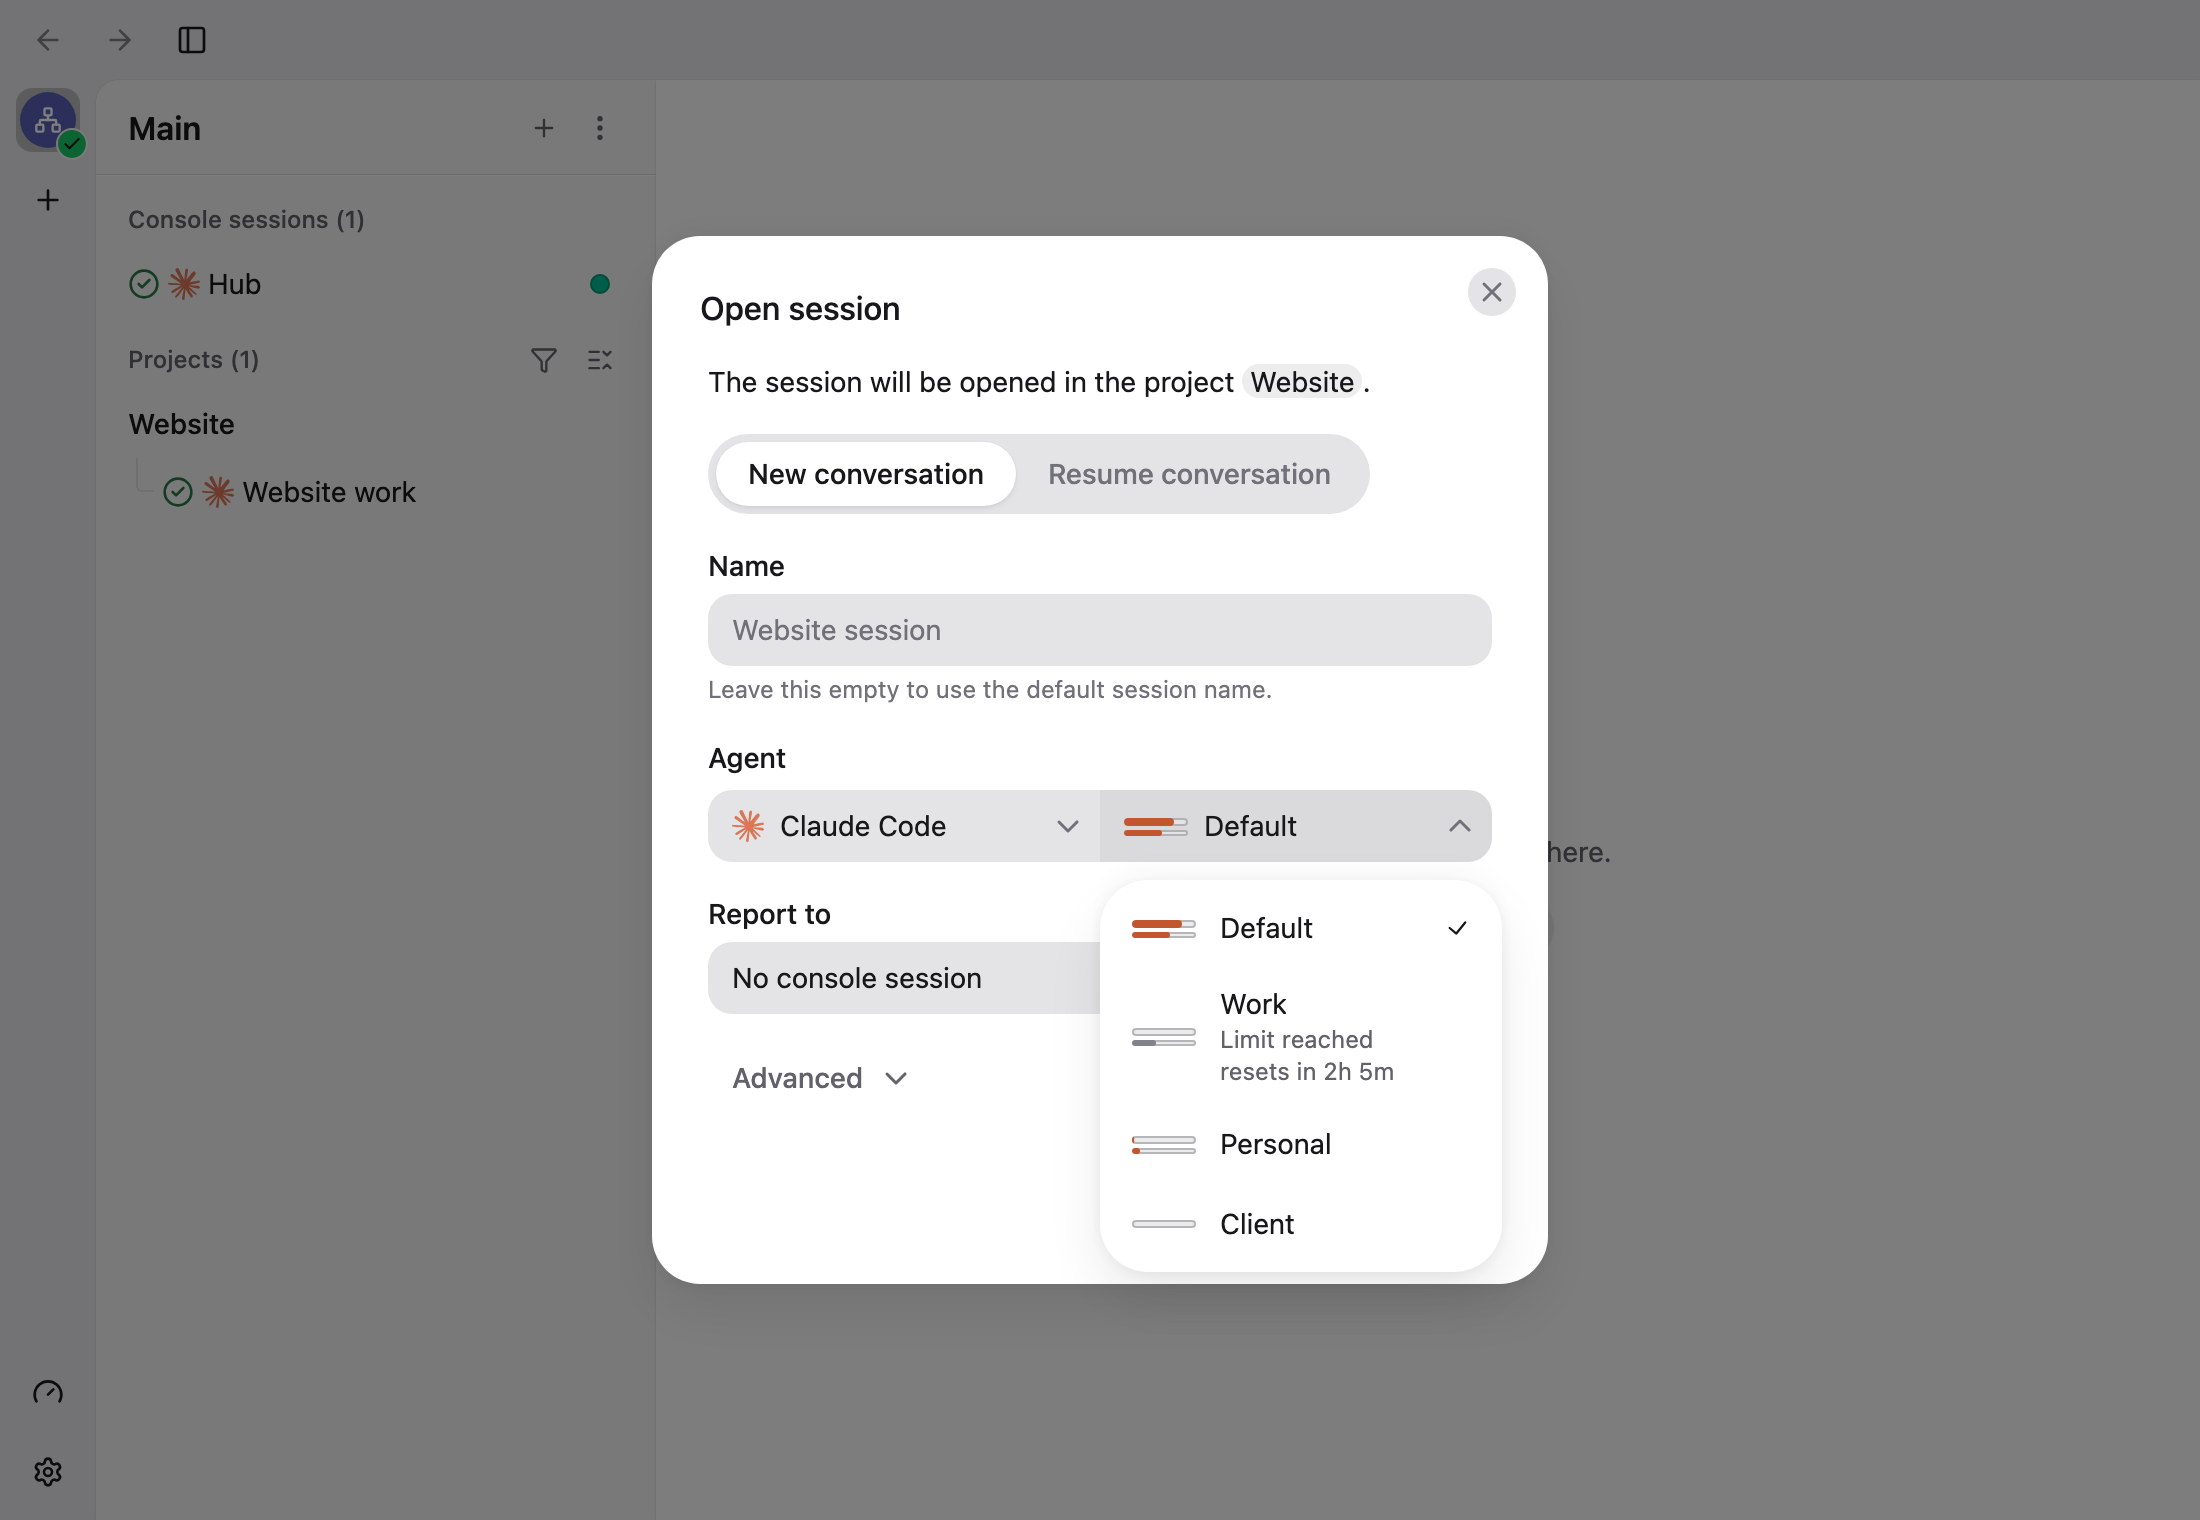 Main
Console sessions (1)
Hub
Projects (1)
Website
Website work
Open session
The session will be opened in the project Website.
New conversation
Resume conversation
Name
Website session
Leave this empty to use the default session name.
Agent
Claude Code
Default
here.
Report to
No console session
Advanced
Default
Work
Limit reached
resets in 2h 5m
Personal
Client